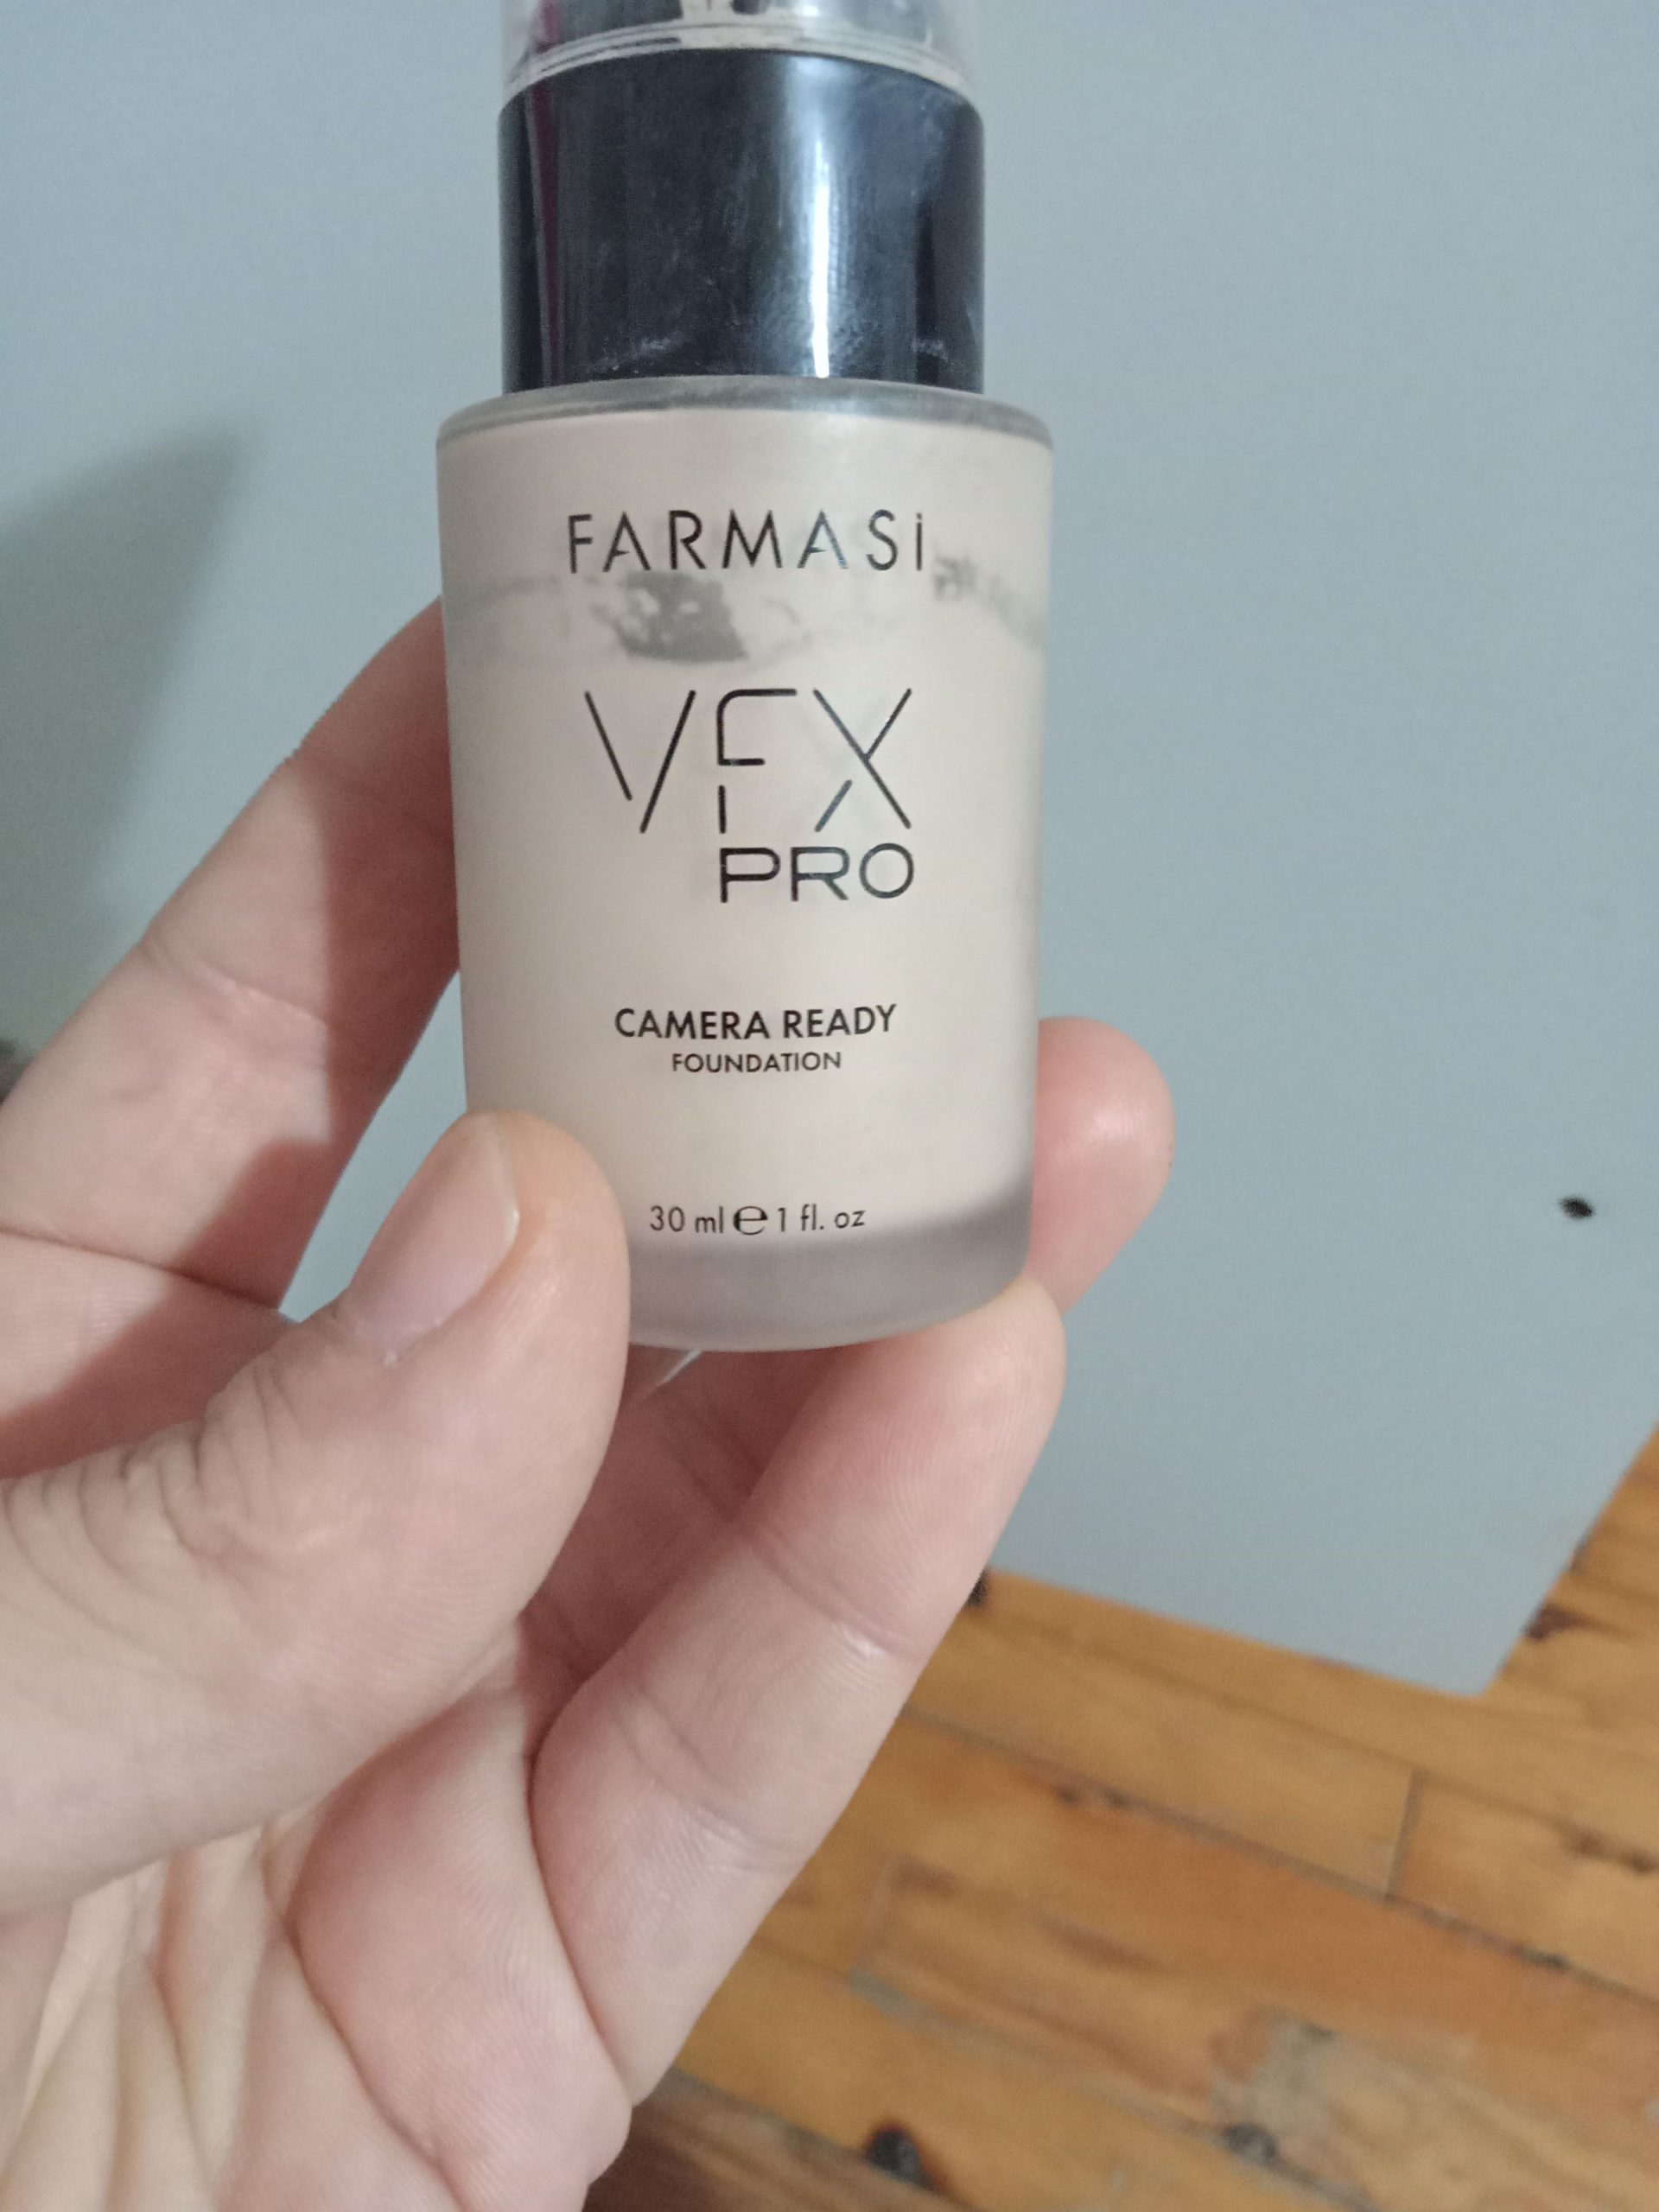 FARMASi
VFX
PRO
CAMERA READY
FOUNDATION
30 ml ℮ 1 fl. oz